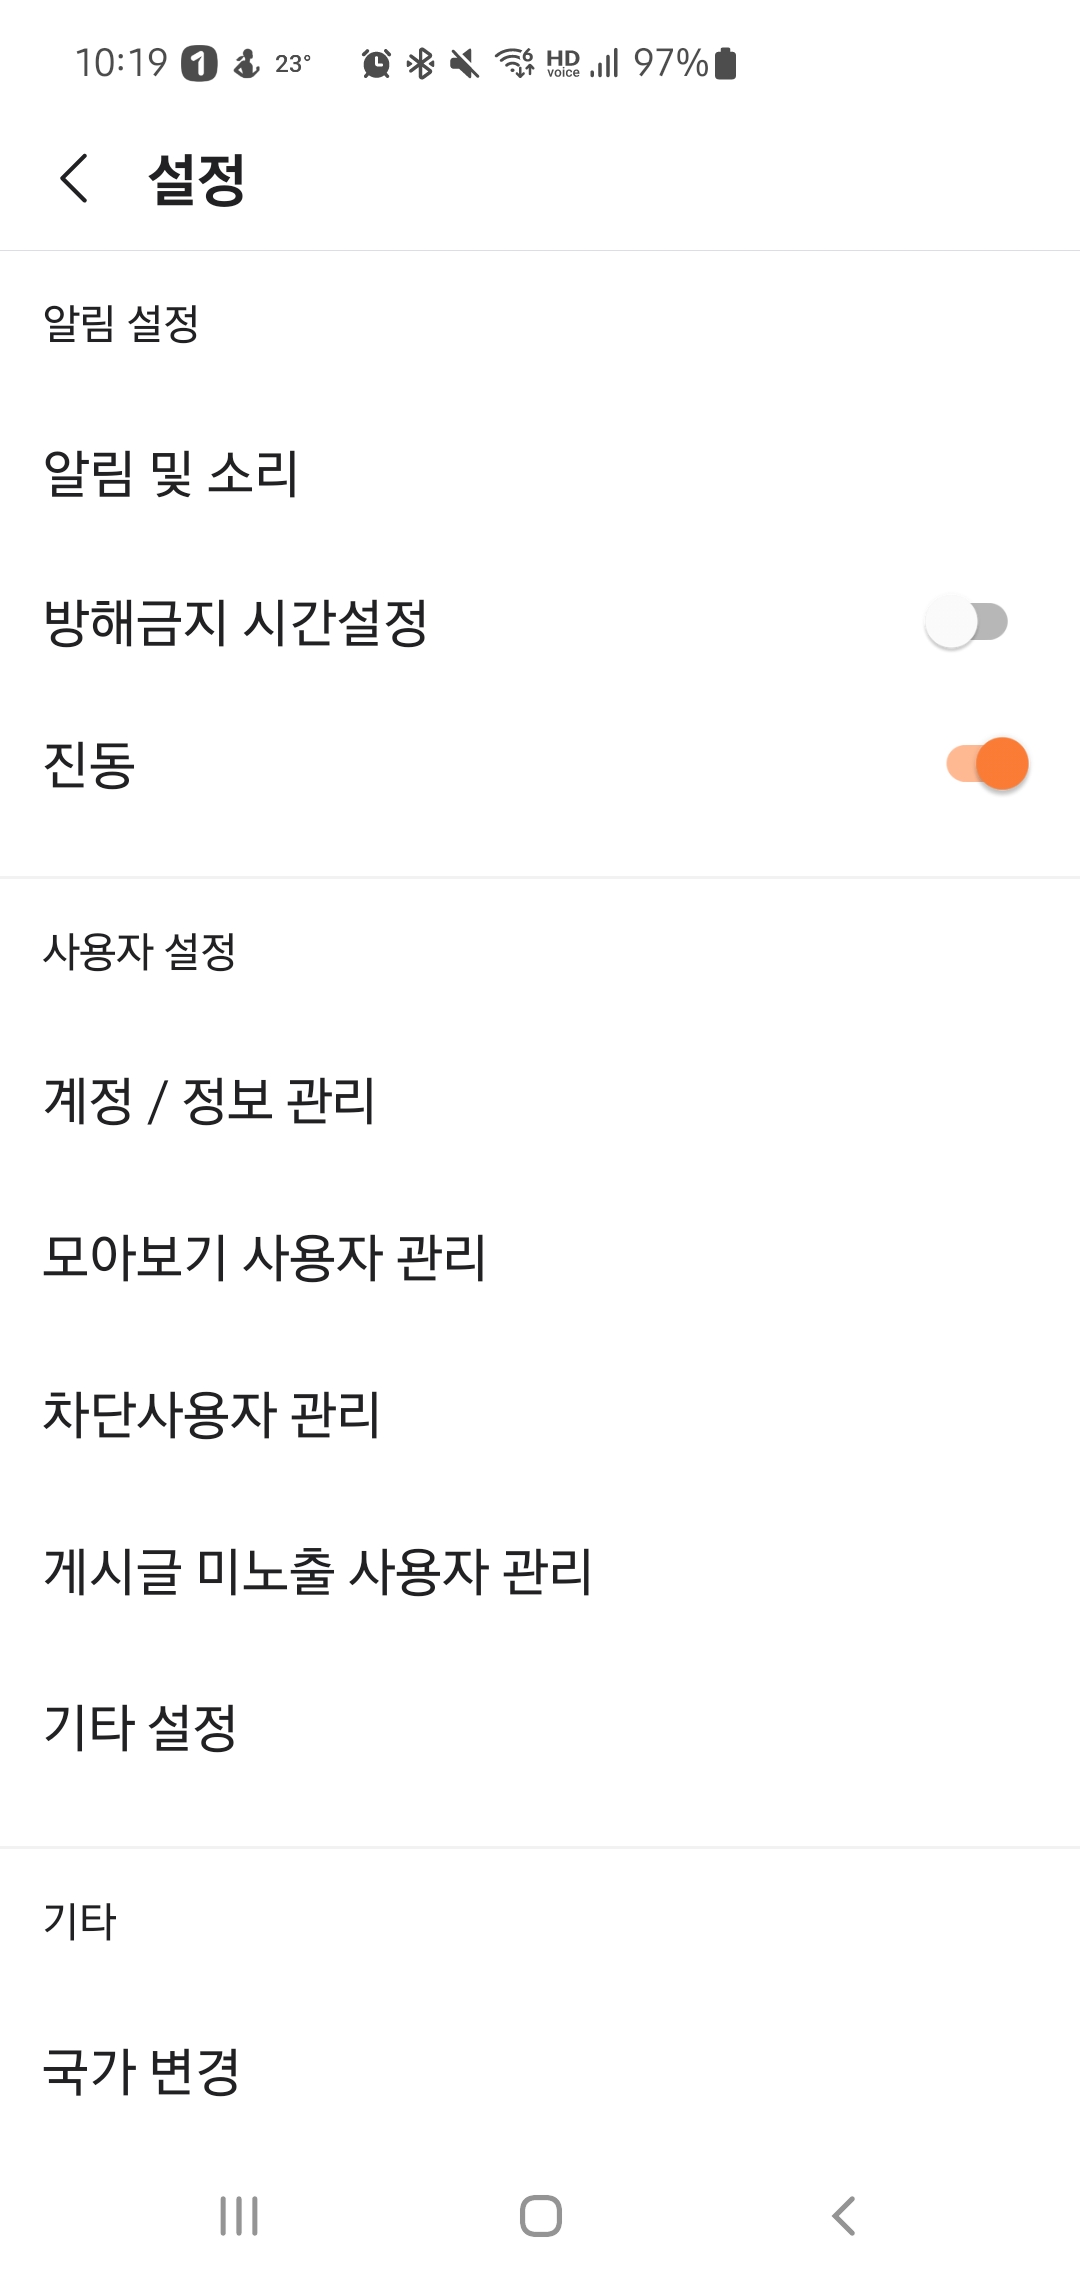 10:19 1 23° 6 HD voice 97%
설정
알림 설정
알림 및 소리
방해금지 시간설정
진동
사용자 설정
계정 / 정보 관리
모아보기 사용자 관리
차단사용자 관리
게시글 미노출 사용자 관리
기타 설정
기타
국가 변경